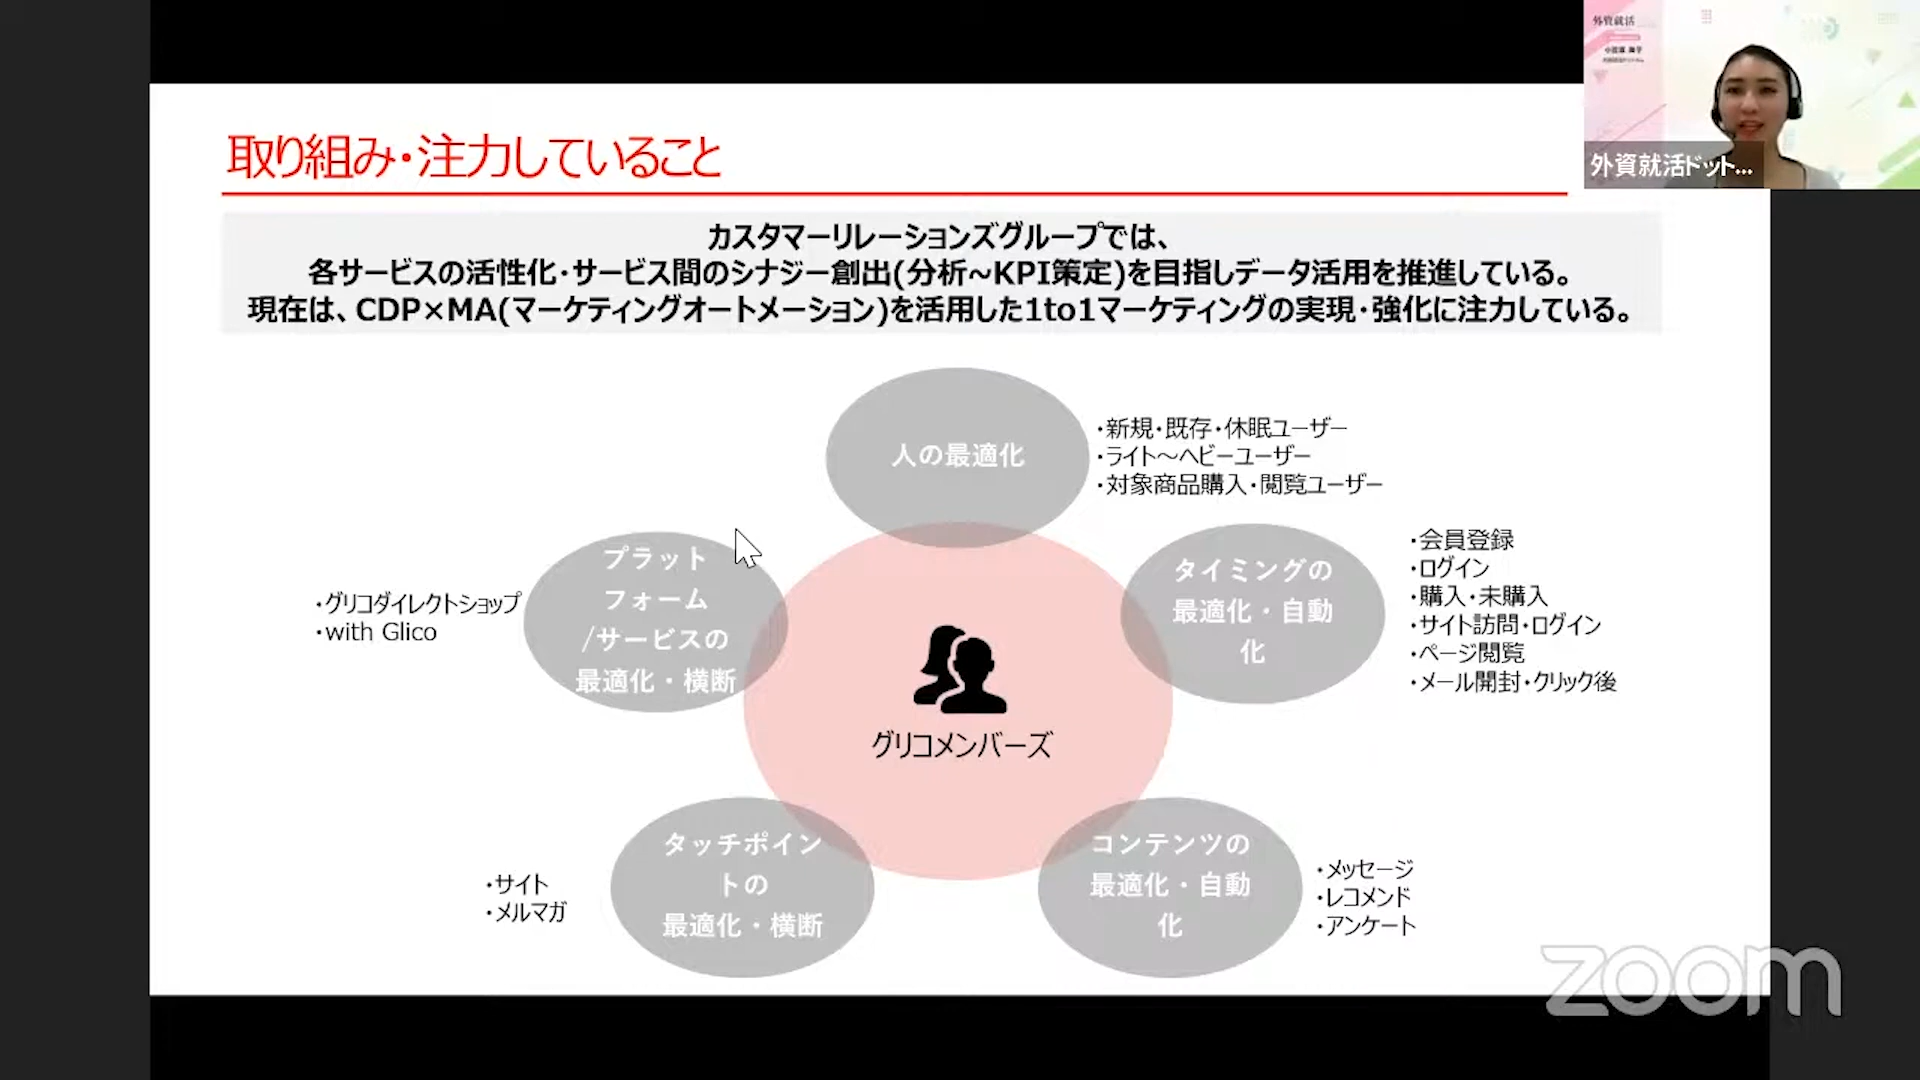 外資就活
外資就活ドット...
取り組み・注力していること
カスタマーリレーションズグループでは、
各サービスの活性化・サービス間のシナジー創出(分析~KPI策定)を目指しデータ活用を推進している。
現在は、CDP×MA(マーケティングオートメーション)を活用した1to1マーケティングの実現・強化に注力している。
人の最適化
・新規・既存・休眠ユーザー
・ライト～ヘビーユーザー
・対象商品購入・閲覧ユーザー
プラット
フォーム
/サービスの
最適化・横断
・グリコダイレクトショップ
・with Glico
タイミングの
最適化・自動
化
・会員登録
・ログイン
・購入・未購入
・サイト訪問・ログイン
・ページ閲覧
・メール開封・クリック後
グリコメンバーズ
タッチポイン
トの
最適化・横断
・サイト
・メルマガ
コンテンツの
最適化・自動
化
・メッセージ
・レコメンド
・アンケート
zoom